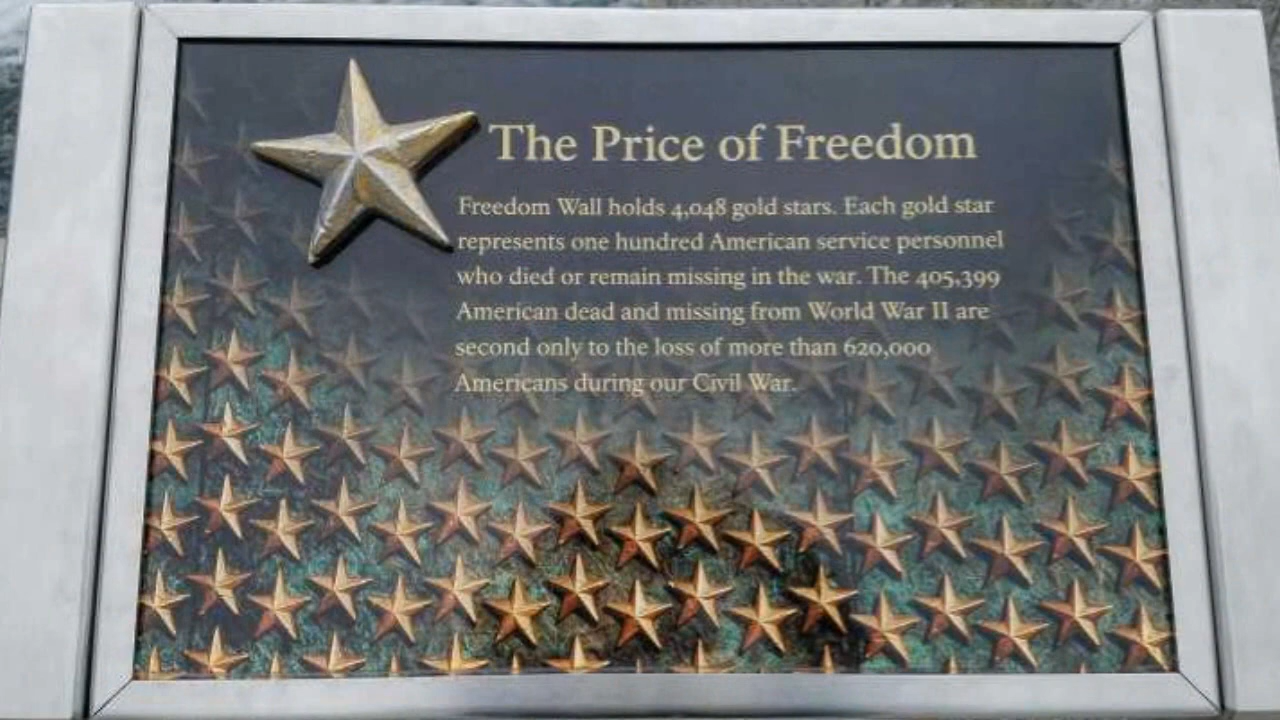 The Price of Freedom
Freedom Wall holds 4,048 gold stars. Each gold star
represents one hundred American service personnel
who died or remain missing in the war. The 405,399
American dead and missing from World War II are
second only to the loss of more than 620,000
Americans during our Civil War.